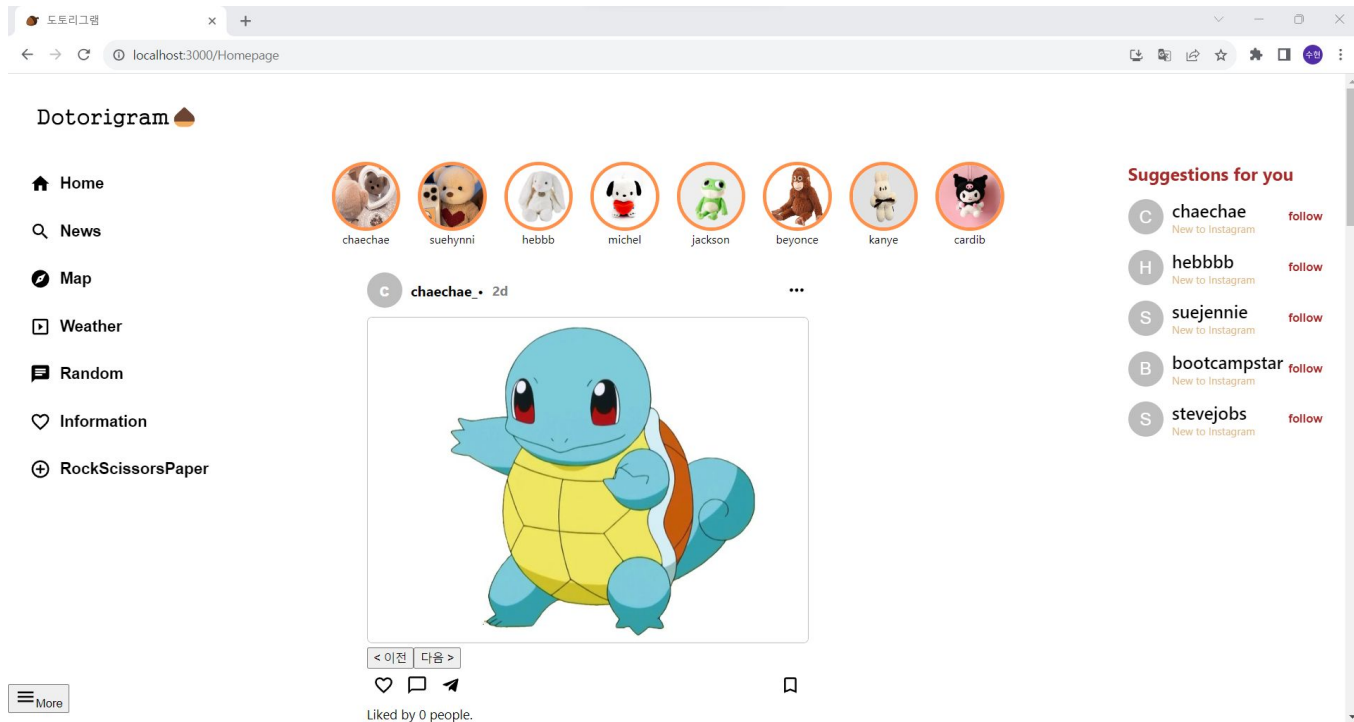 도토리그램
localhost:3000/Homepage
수현
Dotorigram
Home
News
Map
Weather
Random
Information
RockScissorsPaper
More
chaechae
suehynni
hebbb
michel
jackson
beyonce
kanye
cardib
C
chaechae_• 2d
< 이전
다음 >
Liked by 0 people.
Suggestions for you
C
chaechae
New to Instagram
follow
H
hebbbb
New to Instagram
follow
S
suejennie
New to Instagram
follow
B
bootcampstar
New to Instagram
follow
S
stevejobs
New to Instagram
follow